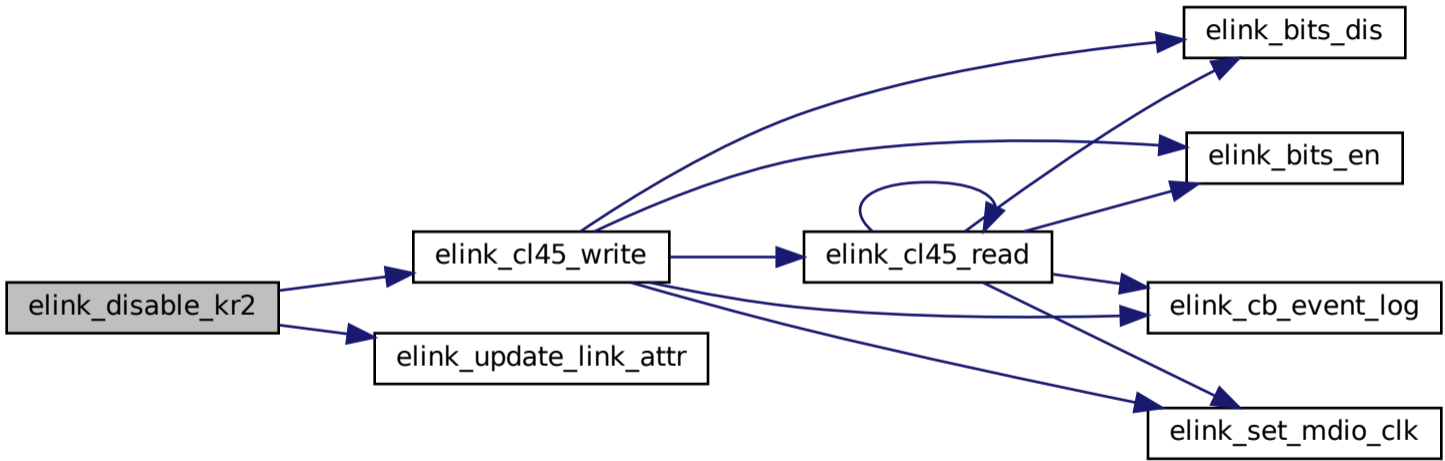 elink_disable_kr2
elink_cl45_write
elink_update_link_attr
elink_cl45_read
elink_bits_dis
elink_bits_en
elink_cb_event_log
elink_set_mdio_clk